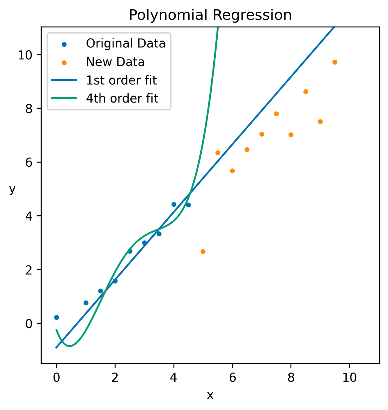 Polynomial Regression
Original Data
New Data
1st order fit
4th order fit
10
8
6
4
2
0
y
0 2 4 6 8 10
x